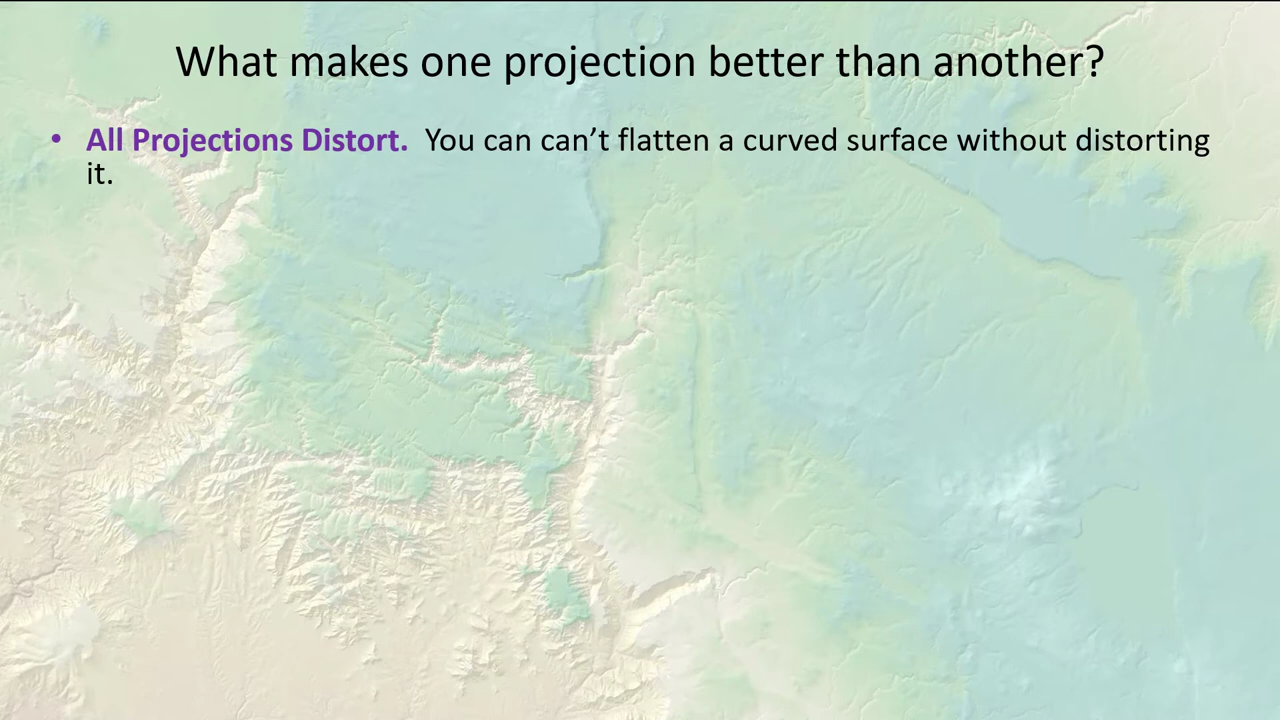 What makes one projection better than another?
• All Projections Distort.  You can can’t flatten a curved surface without distorting
it.